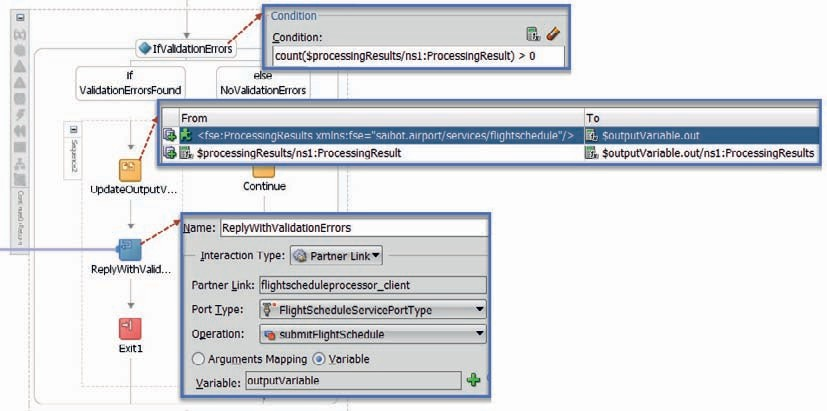 Condition
Condition:
count($processingResults/ns1:ProcessingResult) > 0
IfValidationErrors
If
ValidationErrorsFound
else
NoValidationErrors
From To
<fse:ProcessingResults xmlns:fse="saibot.airport/services/flightschedule"/> $outputVariable.out
$processingResults/ns1:ProcessingResult $outputVariable.out/ns1:ProcessingResults
Sequence2
UpdateOutputV...
Continue
ReplyWithValid...
Exit1
Name: ReplyWithValidationErrors
Interaction Type: Partner Link
Partner Link: flightscheduleprocessor_client
Port Type: FlightScheduleServicePortType
Operation: submitFlightSchedule
Arguments Mapping Variable
Variable: outputVariable